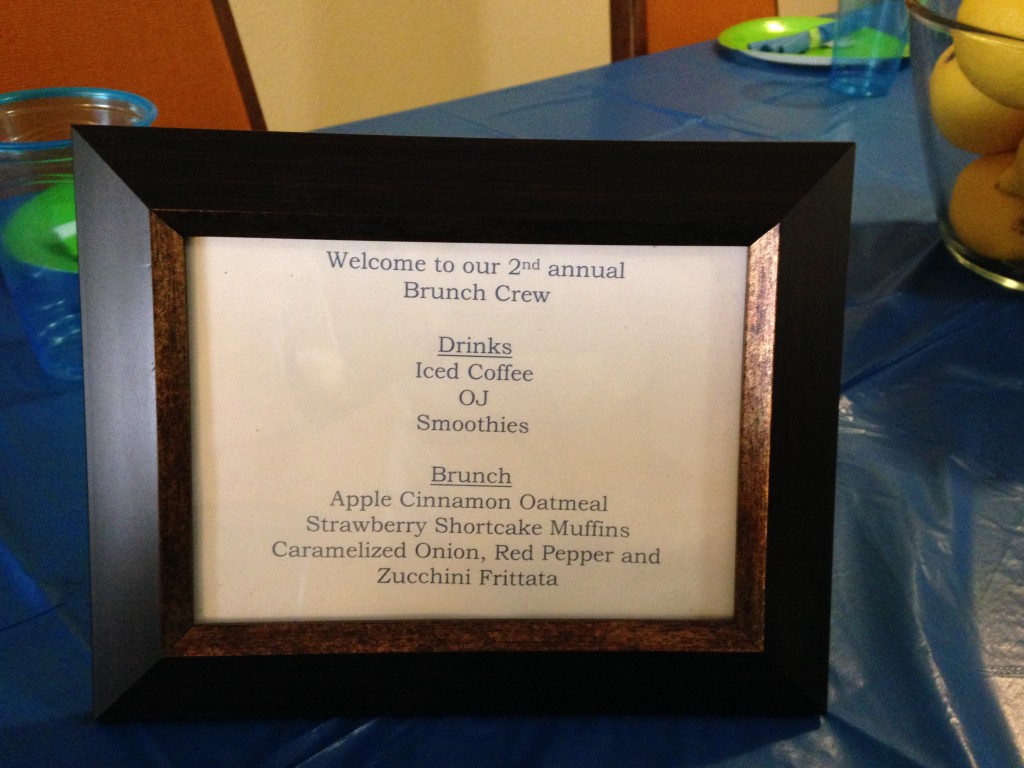 Welcome to our 2nd annual
Brunch Crew
Drinks
Iced Coffee
OJ
Smoothies
Brunch
Apple Cinnamon Oatmeal
Strawberry Shortcake Muffins
Caramelized Onion, Red Pepper and
Zucchini Frittata